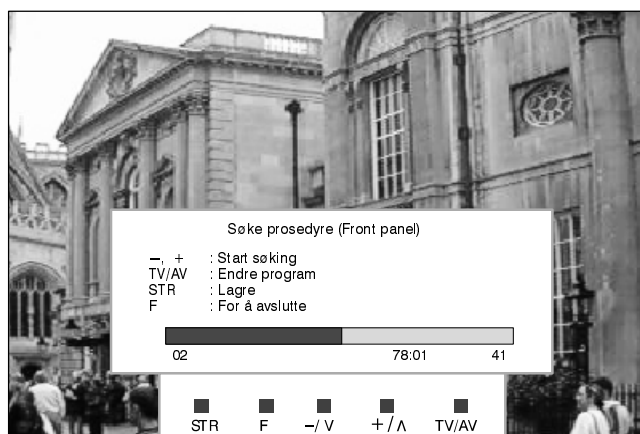 Søke prosedyre (Front panel)
–, + : Start søking
TV/AV : Endre program
STR : Lagre
F : For å avslutte
02 78:01 41
STR F –/ V + / Λ TV/AV